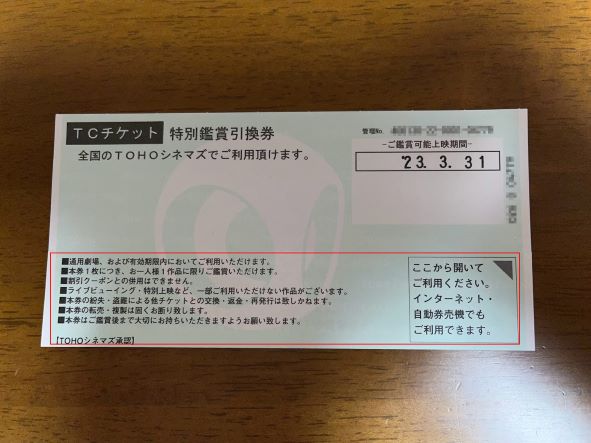 TCチケット 特別鑑賞引換券
管理No.
全国のTOHOシネマズでご利用頂けます。
-ご鑑賞可能上映期間-
'23. 3. 31
■適用劇場、および有効期限内においてご利用いただけます。
■本券1枚につき、お一人様1作品に限りご鑑賞いただけます。
■割引クーポンとの併用はできません。
■ライブビューイング・特別上映など、一部ご利用いただけない作品がございます。
■本券の紛失・盗難による他チケットとの交換・返金・再発行は致しかねます。
■本券の転売・複製は固くお断り致します。
■本券はご鑑賞後まで大切にお持ちいただきますようお願い致します。
【TOHOシネマズ承認】
ここから開いて
ご利用ください。
インターネット・
自動券売機でも
ご利用できます。